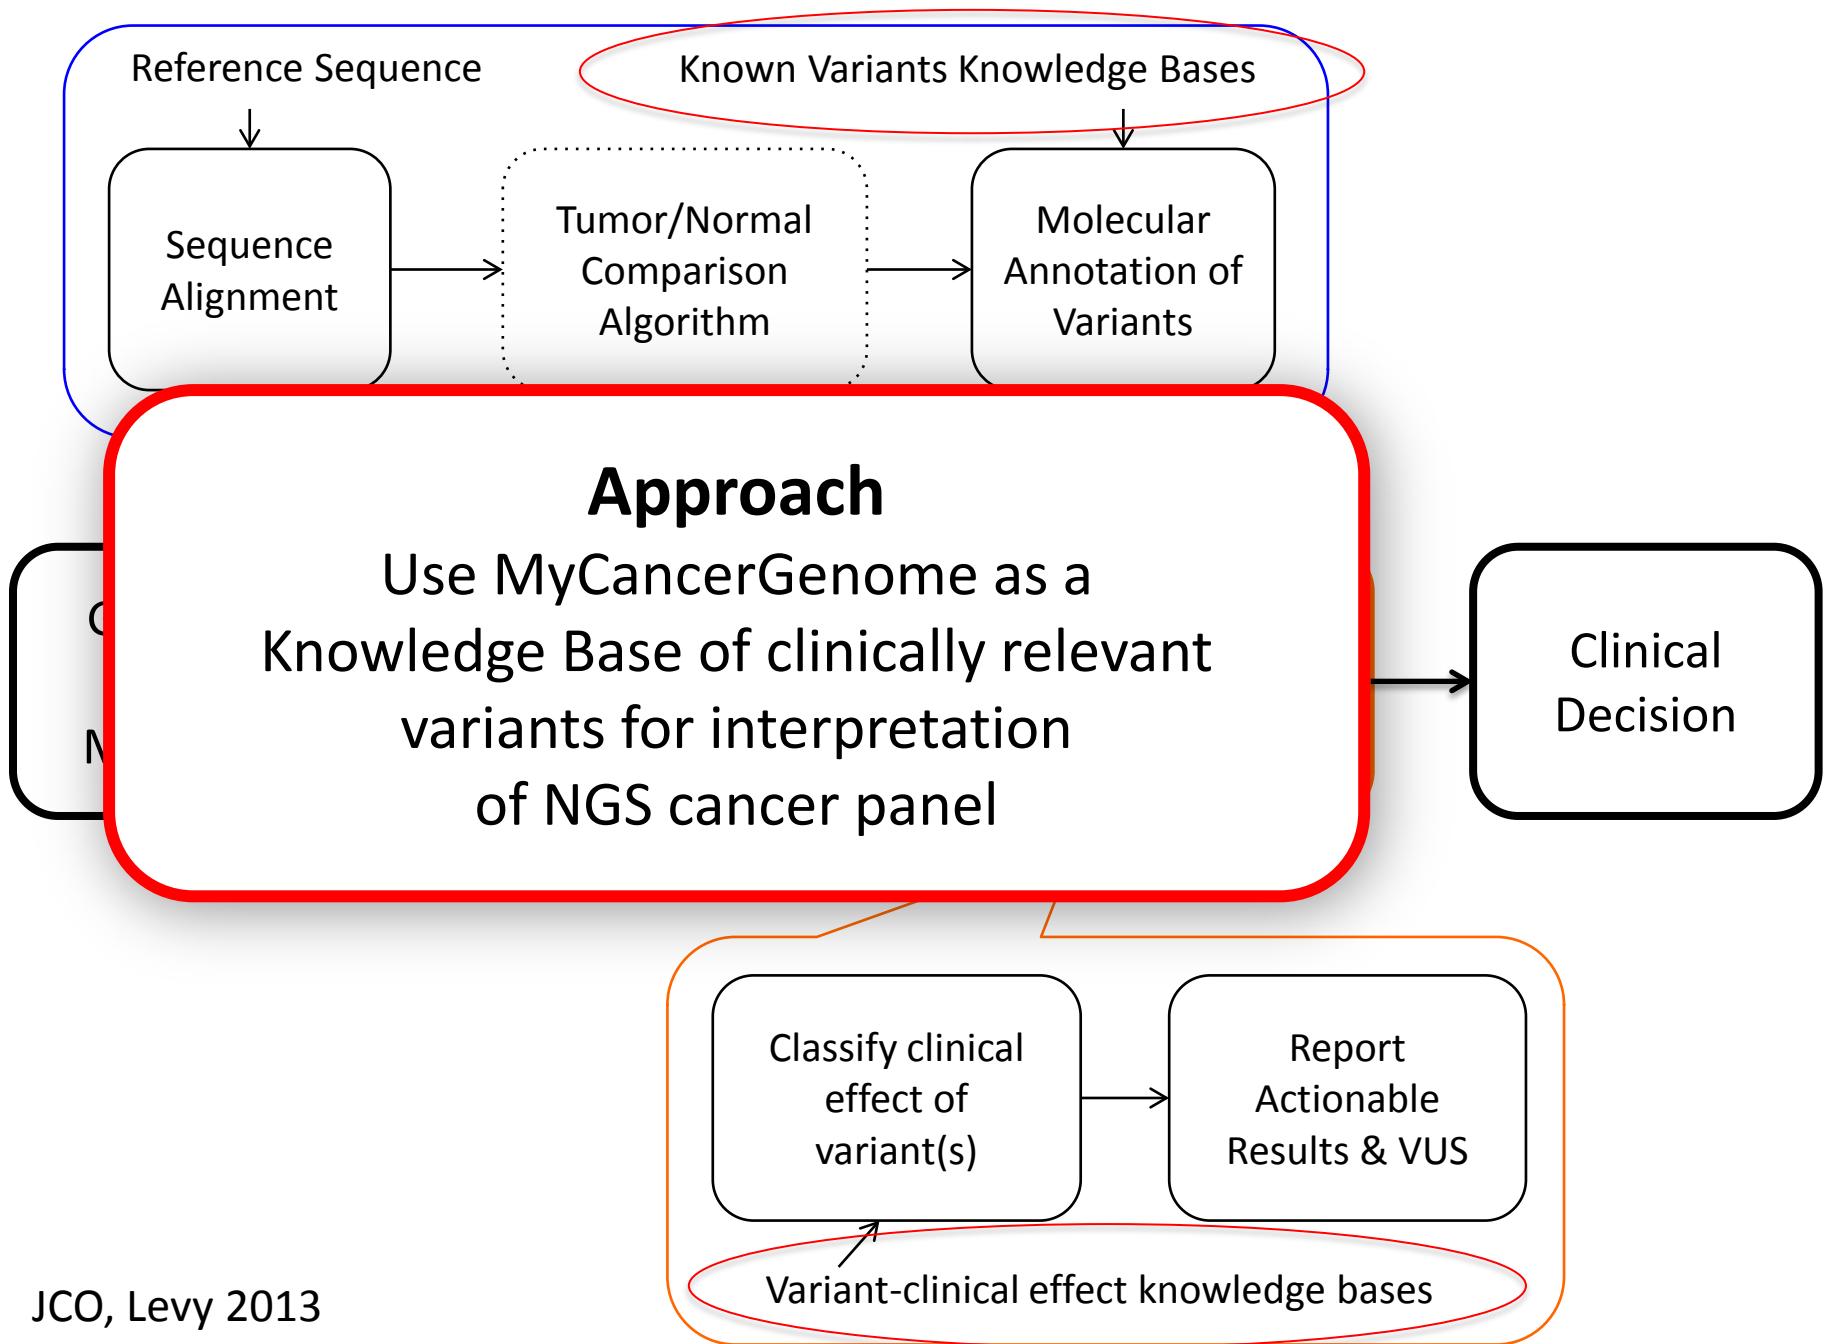 Reference Sequence
Known Variants Knowledge Bases
Sequence
Alignment
Tumor/Normal
Comparison
Algorithm
Molecular
Annotation of
Variants
Approach
Use MyCancerGenome as a
Knowledge Base of clinically relevant
variants for interpretation
of NGS cancer panel
Clinical
Decision
Classify clinical
effect of
variant(s)
Report
Actionable
Results & VUS
Variant-clinical effect knowledge bases
JCO, Levy 2013